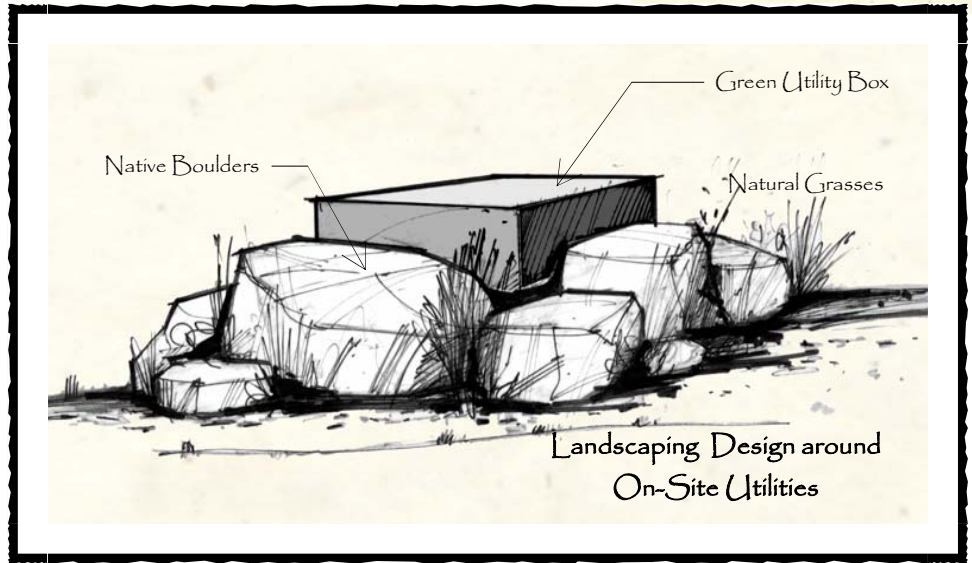 Green Utility Box
Native Boulders
Natural Grasses
Landscaping Design around
On-Site Utilities